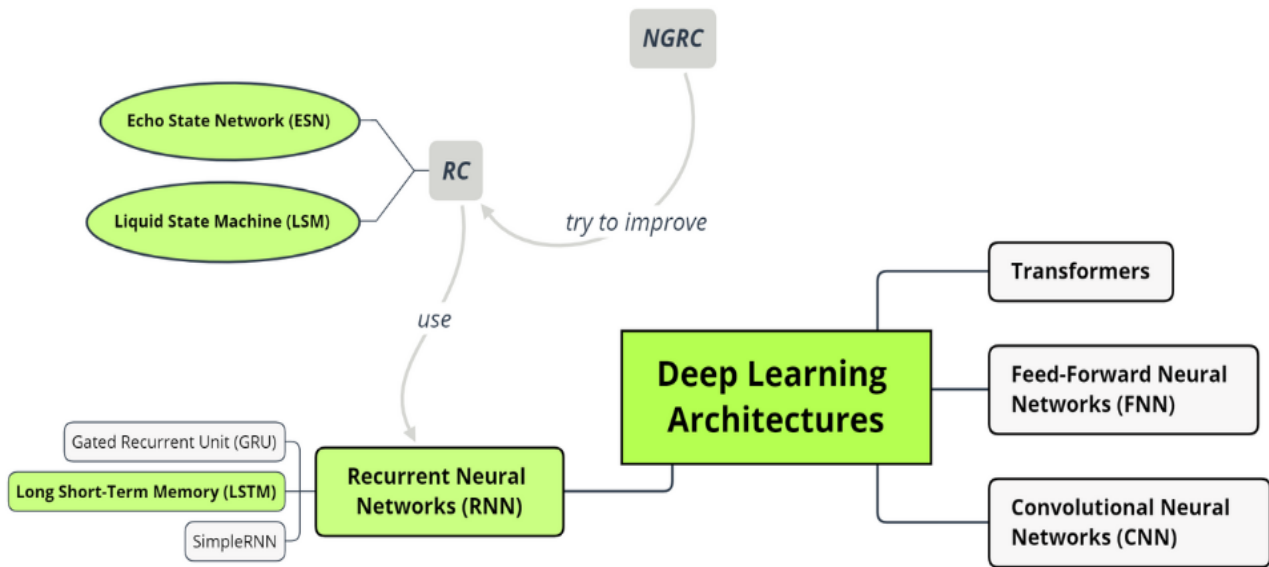 NGRC
Echo State Network (ESN)
RC
Liquid State Machine (LSM)
try to improve
Transformers
use
Deep Learning
Architectures
Feed-Forward Neural
Networks (FNN)
Gated Recurrent Unit (GRU)
Long Short-Term Memory (LSTM)
SimpleRNN
Recurrent Neural
Networks (RNN)
Convolutional Neural
Networks (CNN)